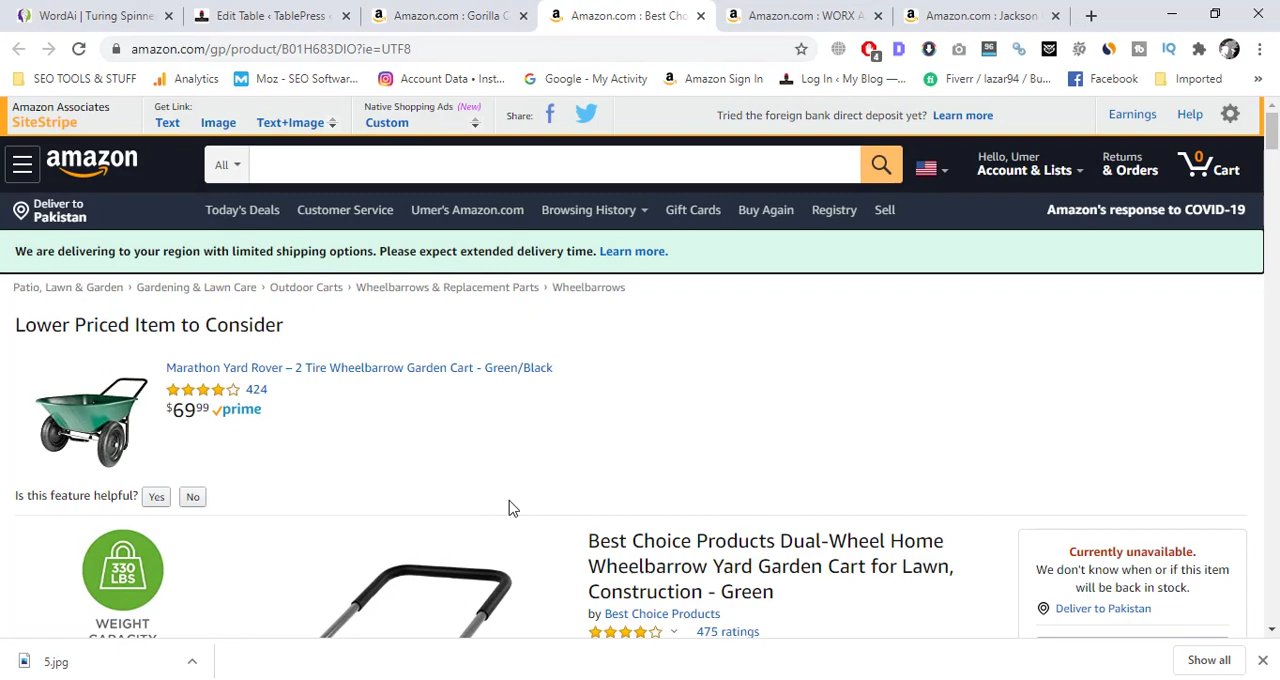 WordAi | Turing Spinne
Edit Table ‹ TablePress ‹
Amazon.com : Gorilla C
Amazon.com : Best Cho
Amazon.com : WORX A
Amazon.com : Jackson
amazon.com/gp/product/B01H683DIO?ie=UTF8
96
4
IQ
SEO TOOLS & STUFF
Analytics
Moz - SEO Softwar...
Account Data • Inst...
Google - My Activity
Amazon Sign In
Log In ‹ My Blog —...
Fiverr / lazar94 / Bu...
Facebook
Imported
Amazon Associates
SiteStripe
Get Link:
Text
Image
Text+Image
Native Shopping Ads (New)
Custom
Share:
Tried the foreign bank direct deposit yet? Learn more
Earnings
Help
amazon
All
Hello, Umer
Account & Lists
Returns
& Orders
0
Cart
Deliver to
Pakistan
Today's Deals
Customer Service
Umer's Amazon.com
Browsing History
Gift Cards
Buy Again
Registry
Sell
Amazon's response to COVID-19
We are delivering to your region with limited shipping options. Please expect extended delivery time. Learn more.
Patio, Lawn & Garden › Gardening & Lawn Care › Outdoor Carts › Wheelbarrows & Replacement Parts › Wheelbarrows
Lower Priced Item to Consider
Marathon Yard Rover – 2 Tire Wheelbarrow Garden Cart - Green/Black
424
$69.99 prime
Is this feature helpful? Yes No
330
LBS
WEIGHT
CAPACITY
Best Choice Products Dual-Wheel Home
Wheelbarrow Yard Garden Cart for Lawn,
Construction - Green
by Best Choice Products
475 ratings
Currently unavailable.
We don't know when or if this item
will be back in stock.
Deliver to Pakistan
5.jpg
Show all